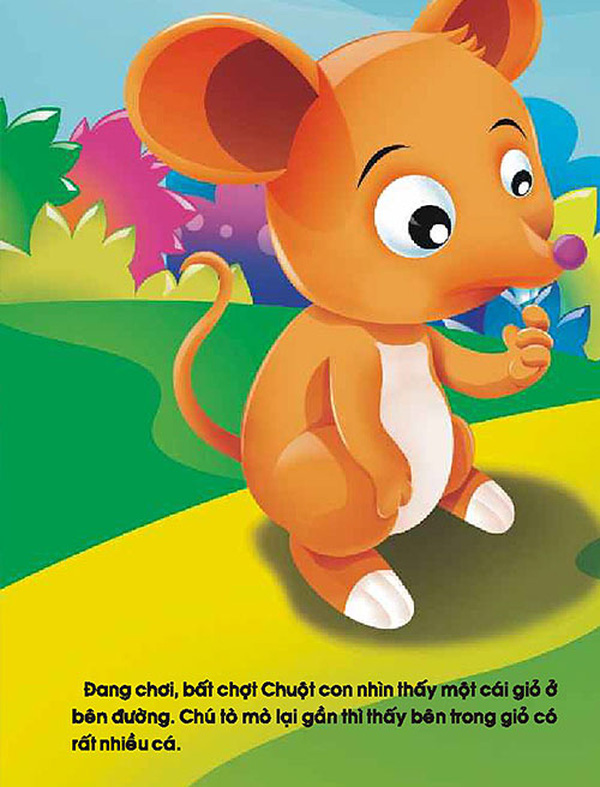 Đang chơi, bất chợt Chuột con nhìn thấy một cái giỏ ở
bên đường. Chú tò mò lại gần thì thấy bên trong giỏ có
rất nhiều cá.